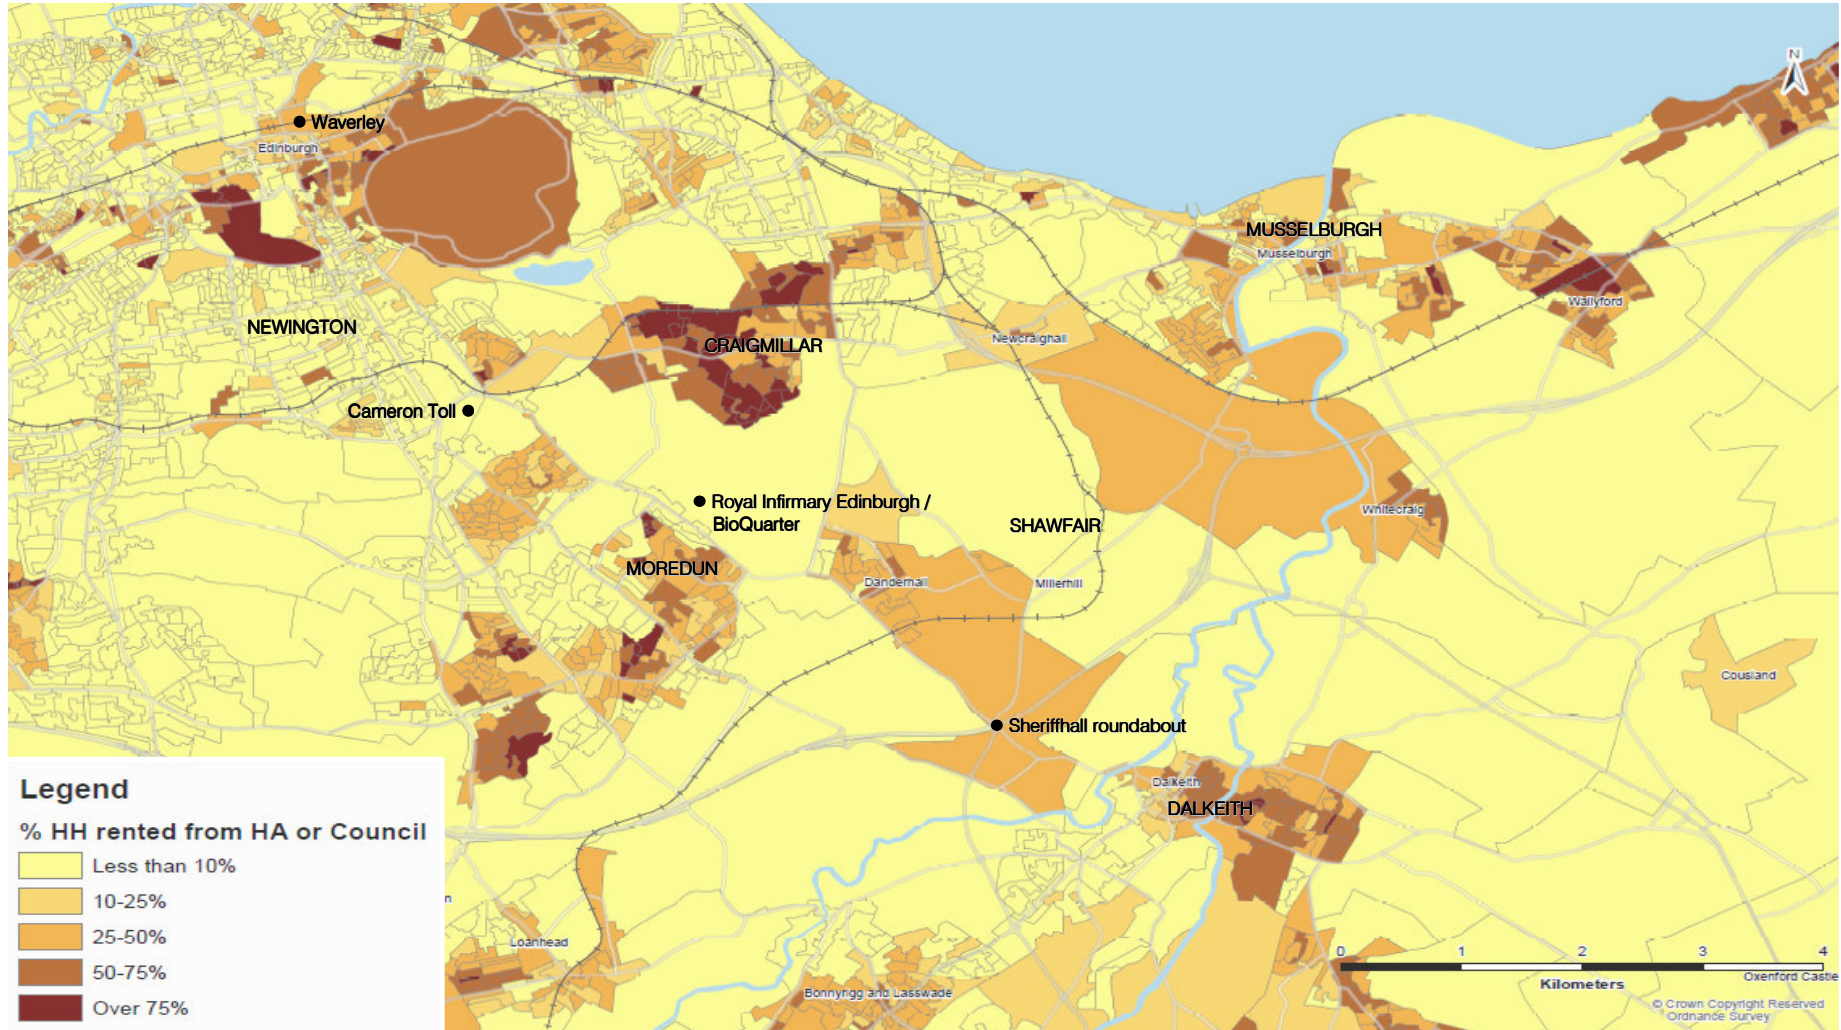 N
Waverley
Edinburgh
MUSSELBURGH
Musselburgh
Wallyford
NEWINGTON
CRAIGMILLAR
Newcraighall
Cameron Toll
Royal Infirmary Edinburgh /
BioQuarter
SHAWFAIR
Whitecraig
MOREDUN
Danderhall
Millerhill
Cousland
Sheriffhall roundabout
Dalkeith
DALKEITH
Legend
% HH rented from HA or Council
Less than 10%
10-25%
25-50%
50-75%
Over 75%
n
Loanhead
Bonnyrigg and Lasswade
0 1 2 3 4
Kilometers
Oxenford Castle
© Crown Copyright Reserved
Ordnance Survey